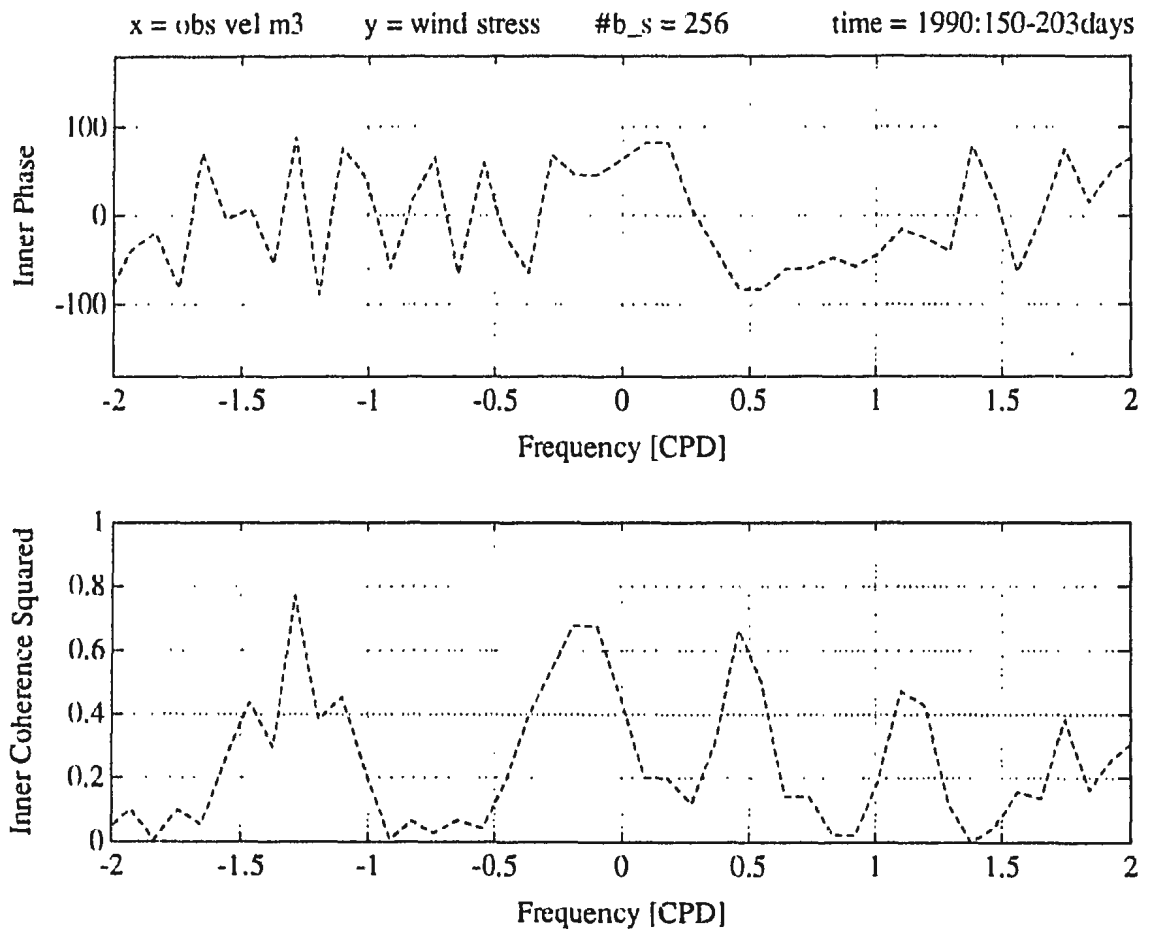 x = obs vel m3 y = wind stress #b_s = 256 time = 1990:150-203days
Inner Phase
100
0
-100
-2 -1.5 -1 -0.5 0 0.5 1 1.5 2
Frequency [CPD]
Inner Coherence Squared
1
0.8
0.6
0.4
0.2
0
-2 -1.5 -1 -0.5 0 0.5 1 1.5 2
Frequency [CPD]